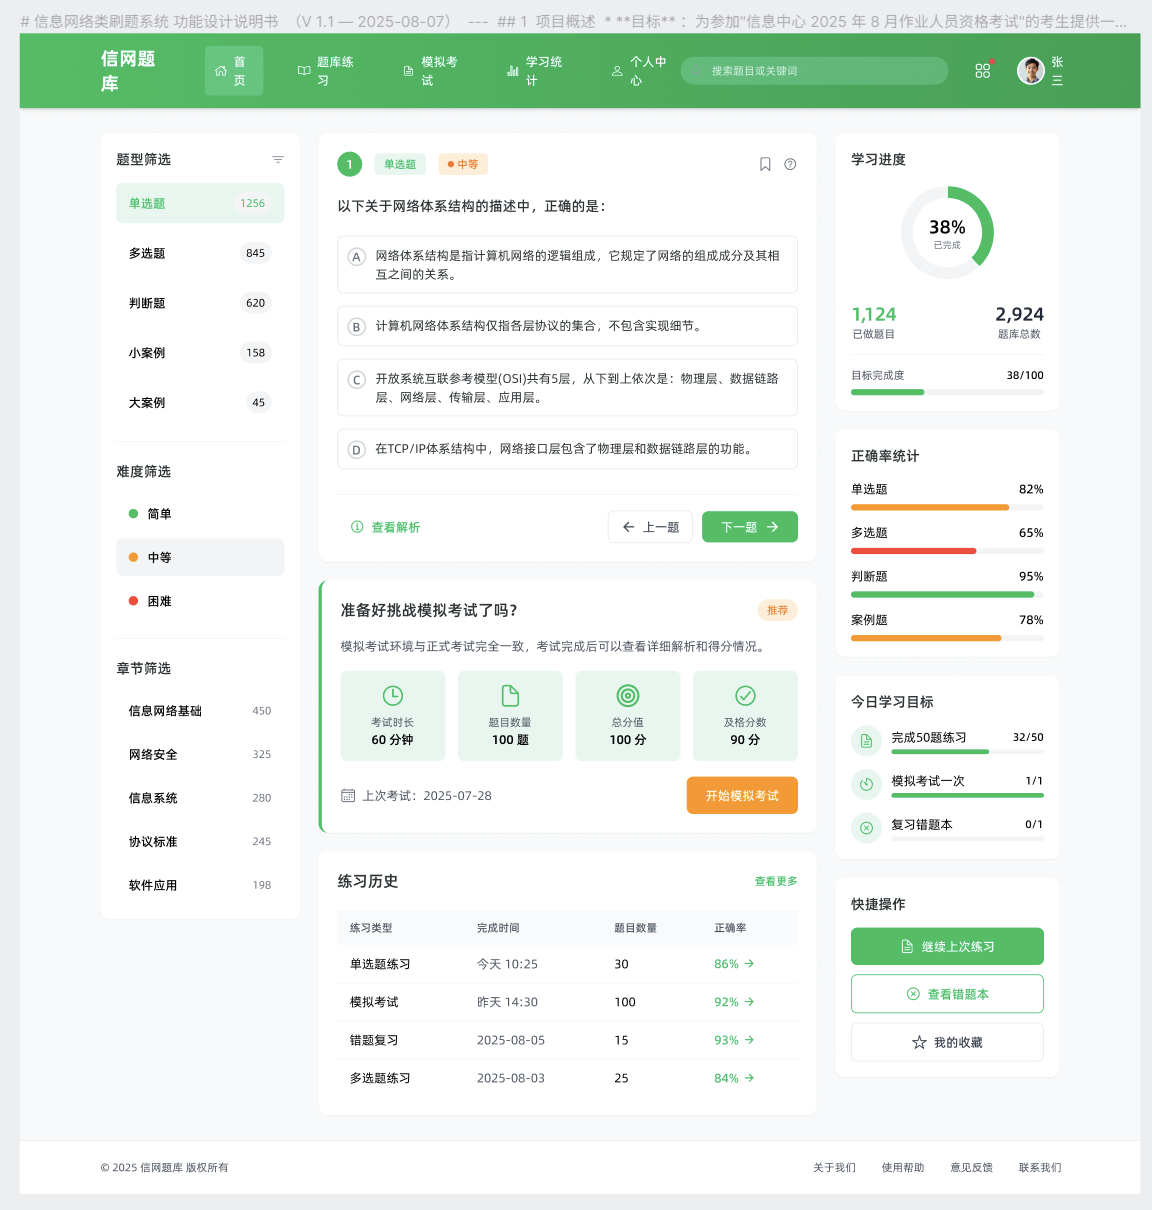 # 信息网络类刷题系统 功能设计说明书 （V 1.1 — 2025-08-07） --- ## 1 项目概述 * **目标** ：为参加"信息中心 2025 年 8 月作业人员资格考试"的考生提供一...
信网题
库
首
页
题库练
习
模拟考
试
学习统
计
个人中
心
搜索题目或关键词
张
三
题型筛选
单选题 1256
多选题 845
判断题 620
小案例 158
大案例 45
难度筛选
简单
中等
困难
章节筛选
信息网络基础 450
网络安全 325
信息系统 280
协议标准 245
软件应用 198
1 单选题 中等
以下关于网络体系结构的描述中，正确的是：
A 网络体系结构是指计算机网络的逻辑组成，它规定了网络的组成成分及其相
互之间的关系。
B 计算机网络体系结构仅指各层协议的集合，不包含实现细节。
C 开放系统互联参考模型(OSI)共有5层，从下到上依次是：物理层、数据链路
层、网络层、传输层、应用层。
D 在TCP/IP体系结构中，网络接口层包含了物理层和数据链路层的功能。
查看解析 ← 上一题 下一题 →
准备好挑战模拟考试了吗？ 推荐
模拟考试环境与正式考试完全一致，考试完成后可以查看详细解析和得分情况。
考试时长
60 分钟
题目数量
100 题
总分值
100 分
及格分数
90 分
上次考试：2025-07-28 开始模拟考试
练习历史 查看更多
练习类型 完成时间 题目数量 正确率
单选题练习 今天 10:25 30 86% →
模拟考试 昨天 14:30 100 92% →
错题复习 2025-08-05 15 93% →
多选题练习 2025-08-03 25 84% →
学习进度
38%
已完成
1,124 2,924
已做题目 题库总数
目标完成度 38/100
正确率统计
单选题 82%
多选题 65%
判断题 95%
案例题 78%
今日学习目标
完成50题练习 32/50
模拟考试一次 1/1
复习错题本 0/1
快捷操作
继续上次练习
查看错题本
我的收藏
© 2025 信网题库 版权所有 关于我们 使用帮助 意见反馈 联系我们